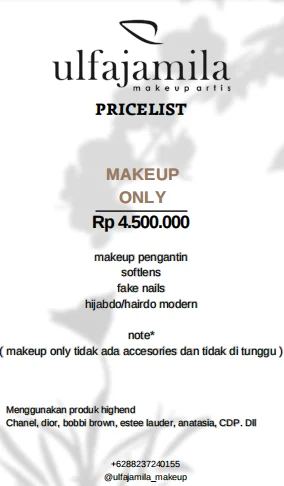 ulfajamila
makeupartis
PRICELIST
MAKEUP
ONLY
Rp 4.500.000
makeup pengantin
softlens
fake nails
hijabdo/hairdo modern
note*
( makeup only tidak ada accesories dan tidak di tunggu )
Menggunakan produk highend
Chanel, dior, bobbi brown, estee lauder, anatasia, CDP. Dll
+6288237240155
@ulfajamila_makeup